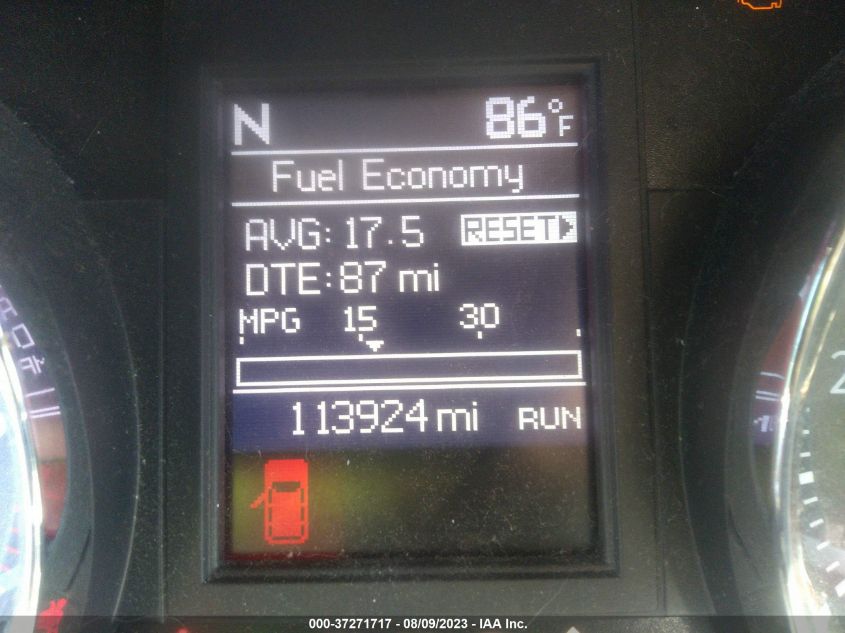 N 86°F
Fuel Economy
AVG: 17.5 RESET
DTE: 87 mi
MPG 15 30
113924 mi RUN
2
000-37271717 - 08/09/2023 - IAA Inc.